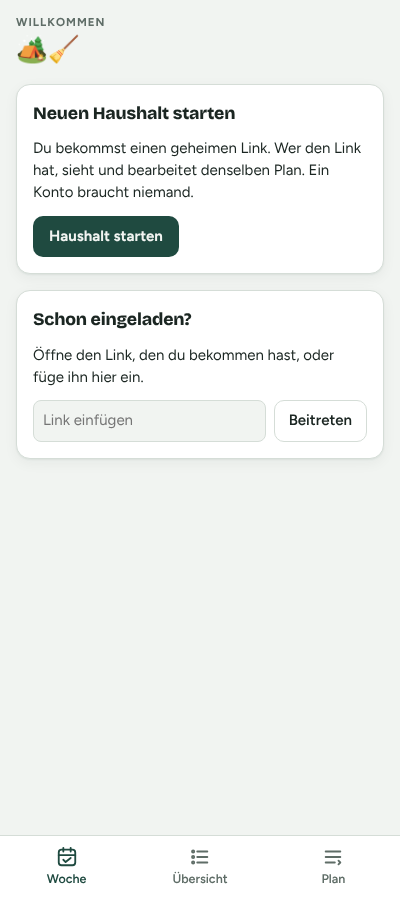 WILLKOMMEN
🏕️🧹
Neuen Haushalt starten
Du bekommst einen geheimen Link. Wer den Link
hat, sieht und bearbeitet denselben Plan. Ein
Konto braucht niemand.
Haushalt starten
Schon eingeladen?
Öffne den Link, den du bekommen hast, oder
füge ihn hier ein.
Link einfügen
Beitreten
Woche
Übersicht
Plan